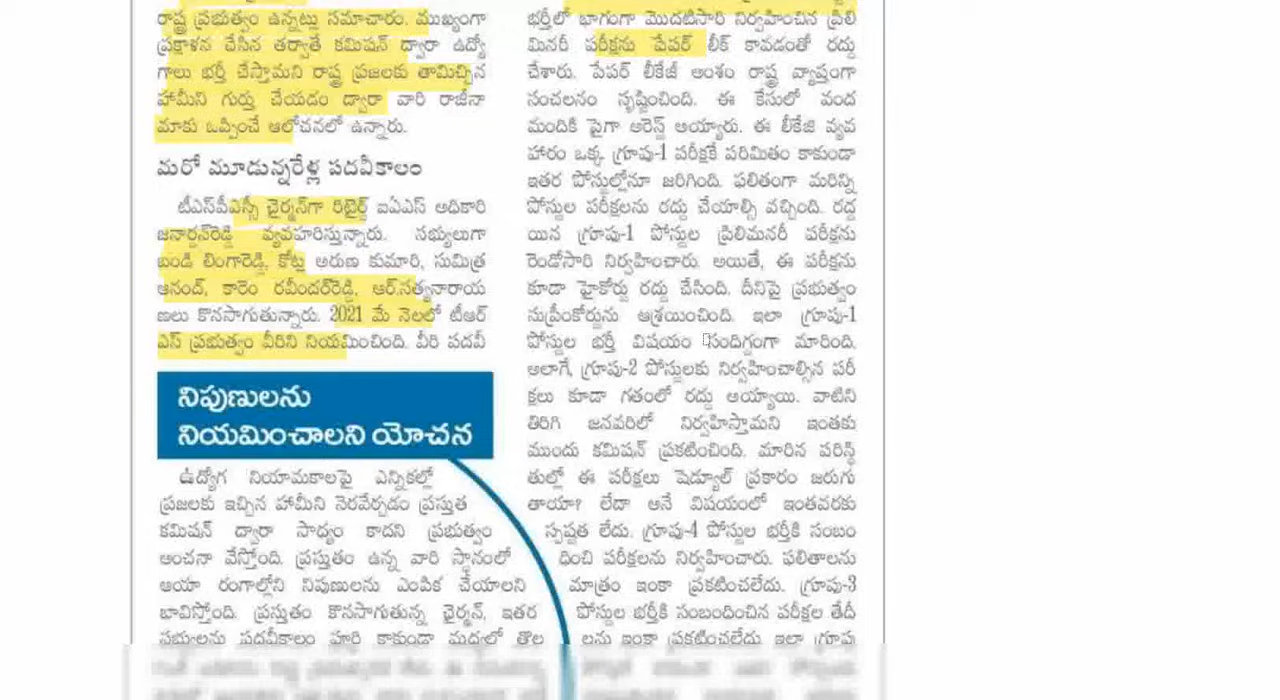 రాష్ట్ర ప్రభుత్వం ఉన్నట్లు సమాచారం. ముఖ్యంగా
ప్రక్షాళన చేసిన తర్వాతే కమిషన్ ద్వారా ఉద్యో
గాలు భర్తీ చేస్తామని రాష్ట్ర ప్రజలకు తామిచ్చిన
హామీని గుర్తు చేయడం ద్వారా వారి రాజీనా
మాకు ఒప్పించే ఆలోచనలో ఉన్నారు.
మరో మూడున్నరేళ్ల పదవీకాలం
టీఎస్‌పీఎస్సీ చైర్మన్‌గా రిటైర్డ్ ఐఏఎస్ అధికారి
జనార్దన్‌రెడ్డి వ్యవహరిస్తున్నారు. సభ్యులుగా
బండి లింగారెడ్డి, కోట్ల అరుణ కుమారి, సుమిత్ర
ఆనంద్, కారెం రవీందర్‌రెడ్డి, ఆర్.సత్యనారాయ
ణలు కొనసాగుతున్నారు. 2021 మే నెలలో టీఆర్
ఎస్ ప్రభుత్వం వీరిని నియమించింది. వీరి పదవీ
నిపుణులను
నియమించాలని యోచన
ఉద్యోగ నియామకాలపై ఎన్నికల్లో
ప్రజలకు ఇచ్చిన హామీని నెరవేర్చడం ప్రస్తుత
కమిషన్ ద్వారా సాధ్యం కాదని ప్రభుత్వం
అంచనా వేస్తోంది. ప్రస్తుతం ఉన్న వారి స్థానంలో
ఆయా రంగాల్లోని నిపుణులను ఎంపిక చేయాలని
భావిస్తోంది. ప్రస్తుతం కొనసాగుతున్న ఛైర్మన్, ఇతర
సభ్యులను పదవీకాలం పూర్తి కాకుండా మధ్యలో తొల
భర్తీలో భాగంగా మొదటిసారి నిర్వహించిన ప్రిలి
మినరీ పరీక్షను పేపర్ లీక్ కావడంతో రద్దు
చేశారు. పేపర్ లీకేజీ అంశం రాష్ట్ర వ్యాప్తంగా
సంచలనం సృష్టించింది. ఈ కేసులో వంద
మందికి పైగా అరెస్ట్ అయ్యారు. ఈ లీకేజి వ్యవ
హారం ఒక్క గ్రూపు-1 పరీక్షకే పరిమితం కాకుండా
ఇతర పోస్టుల్లోనూ జరిగింది. ఫలితంగా మరిన్ని
పోస్టుల పరీక్షలను రద్దు చేయాల్సి వచ్చింది. రద్ద
యిన గ్రూపు-1 పోస్టుల ప్రిలిమనరీ పరీక్షను
రెండోసారి నిర్వహించారు. అయితే, ఈ పరీక్షను
కూడా హైకోర్టు రద్దు చేసింది. దీనిపై ప్రభుత్వం
సుప్రీంకోర్టును ఆశ్రయించింది. ఇలా గ్రూపు-1
పోస్టుల భర్తీ విషయం సందిగ్దంగా మారింది.
అలాగే, గ్రూపు-2 పోస్టులకు నిర్వహించాల్సిన పరీ
క్షలు కూడా గతంలో రద్దు అయ్యాయి. వాటిని
తిరిగి జనవరిలో నిర్వహిస్తామని ఇంతకు
ముందు కమిషన్ ప్రకటించింది. మారిన పరిస్థి
తుల్లో ఈ పరీక్షలు షెడ్యూల్ ప్రకారం జరుగు
తాయా? లేదా అనే విషయంలో ఇంతవరకు
స్పష్టత లేదు. గ్రూపు-4 పోస్టుల భర్తీకి సంబం
ధించి పరీక్షలను నిర్వహించారు. ఫలితాలను
మాత్రం ఇంకా ప్రకటించలేదు. గ్రూపు-3
పోస్టుల భర్తీకి సంబంధించిన పరీక్షల తేదీ
లను ఇంకా ప్రకటించలేదు. ఇలా గ్రూపు